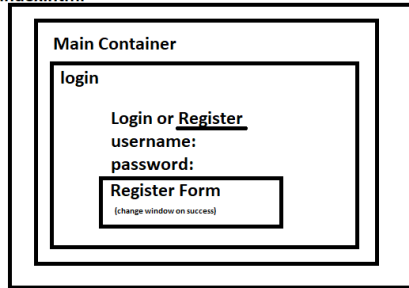 Main Container
login
Login or Register
username:
password:
Register Form
(change window on success)